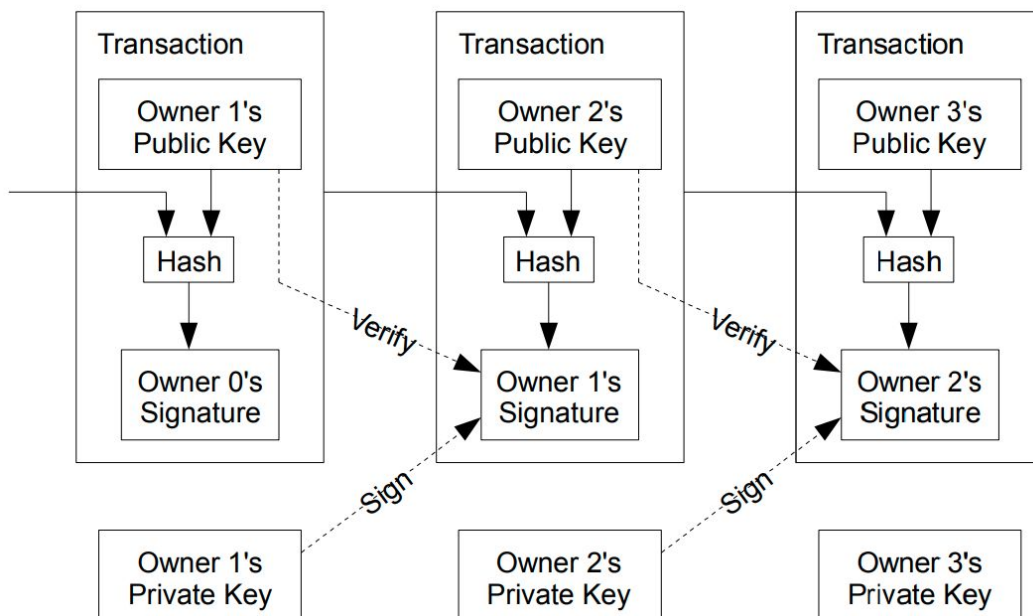 Transaction
Transaction
Transaction
Owner 1's
Public Key
Owner 2's
Public Key
Owner 3's
Public Key
Hash
Hash
Hash
Verify
Verify
Owner 0's
Signature
Owner 1's
Signature
Owner 2's
Signature
Sign
Sign
Owner 1's
Private Key
Owner 2's
Private Key
Owner 3's
Private Key